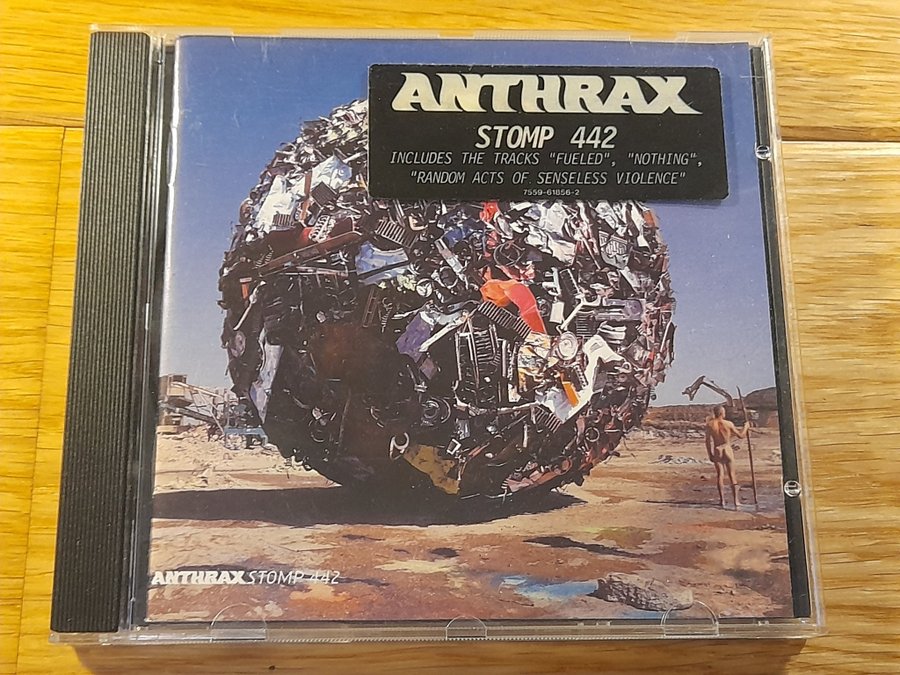 ANTHRAX
STOMP 442
INCLUDES THE TRACKS "FUELED", "NOTHING",
"RANDOM ACTS OF SENSELESS VIOLENCE"
7559-61856-2
ANTHRAX STOMP 442